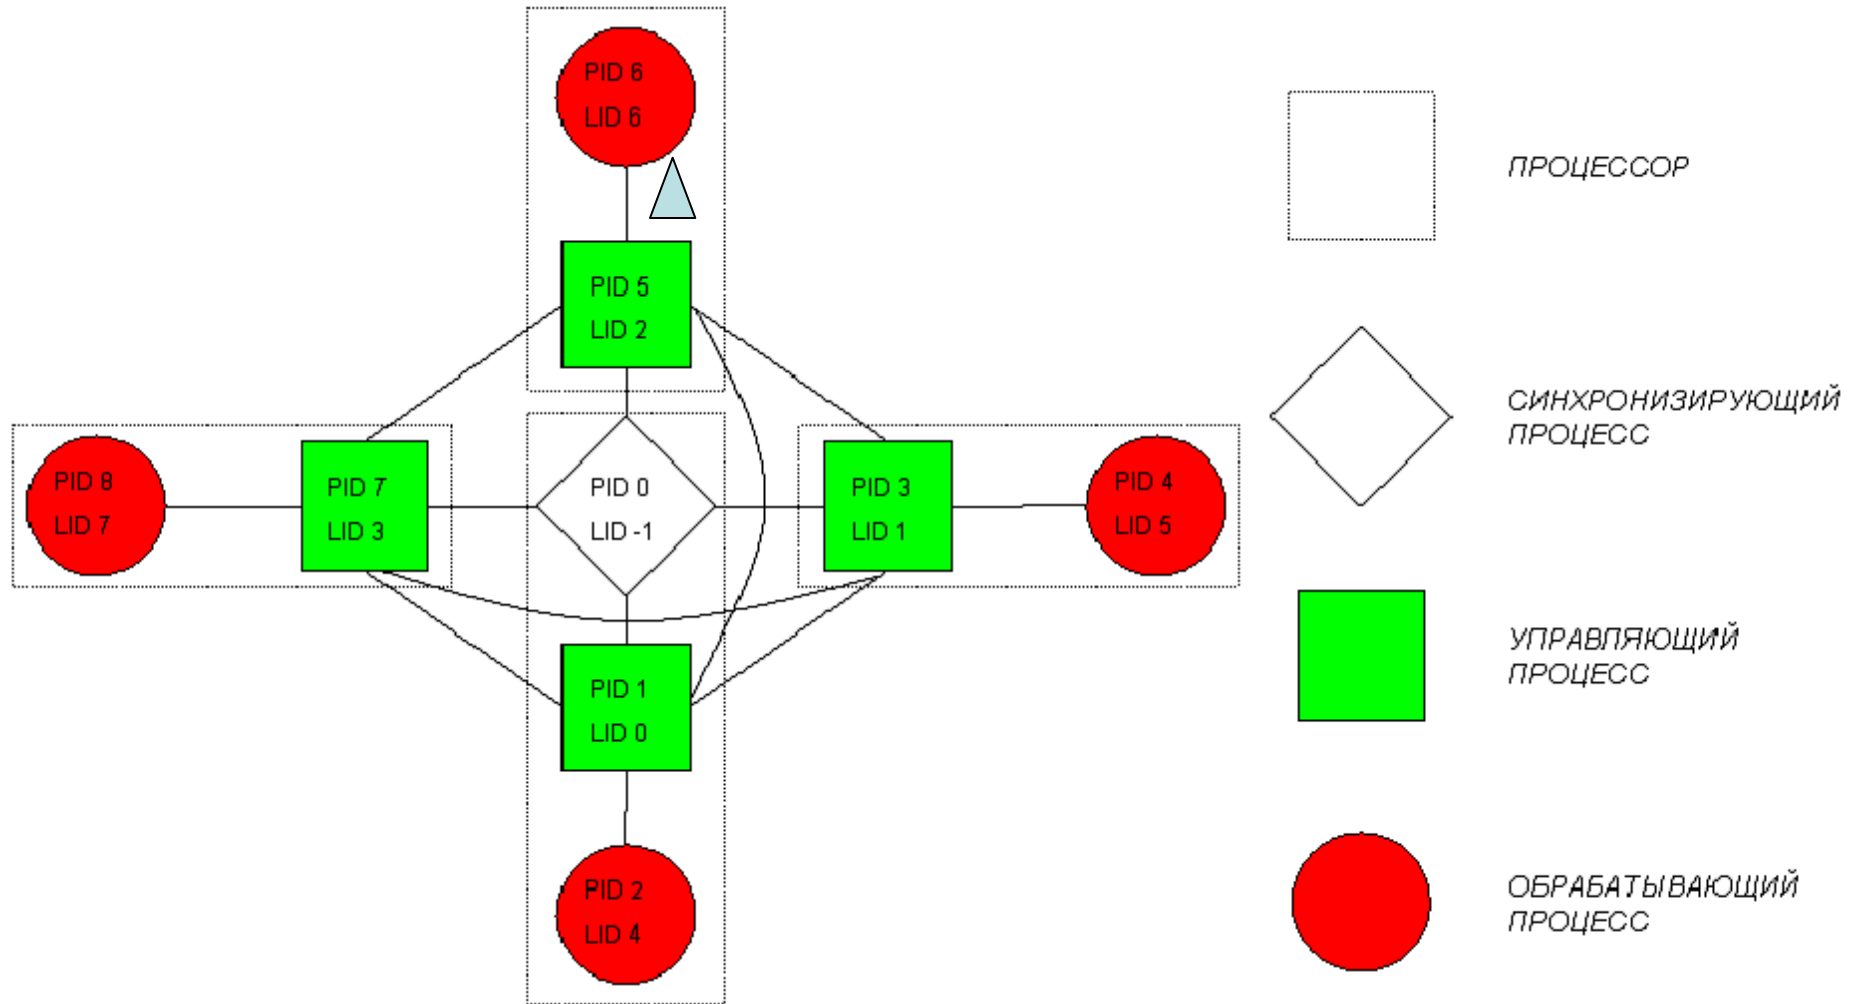 PID 6
LID 6
PID 5
LID 2
PID 8
LID 7
PID 7
LID 3
PID 0
LID -1
PID 3
LID 1
PID 4
LID 5
PID 1
LID 0
PID 2
LID 4
ПРОЦЕССОР
СИНХРОНИЗИРУЮЩИЙ
ПРОЦЕСС
УПРАВЛЯЮЩИЙ
ПРОЦЕСС
ОБРАБАТЫВАЮЩИЙ
ПРОЦЕСС